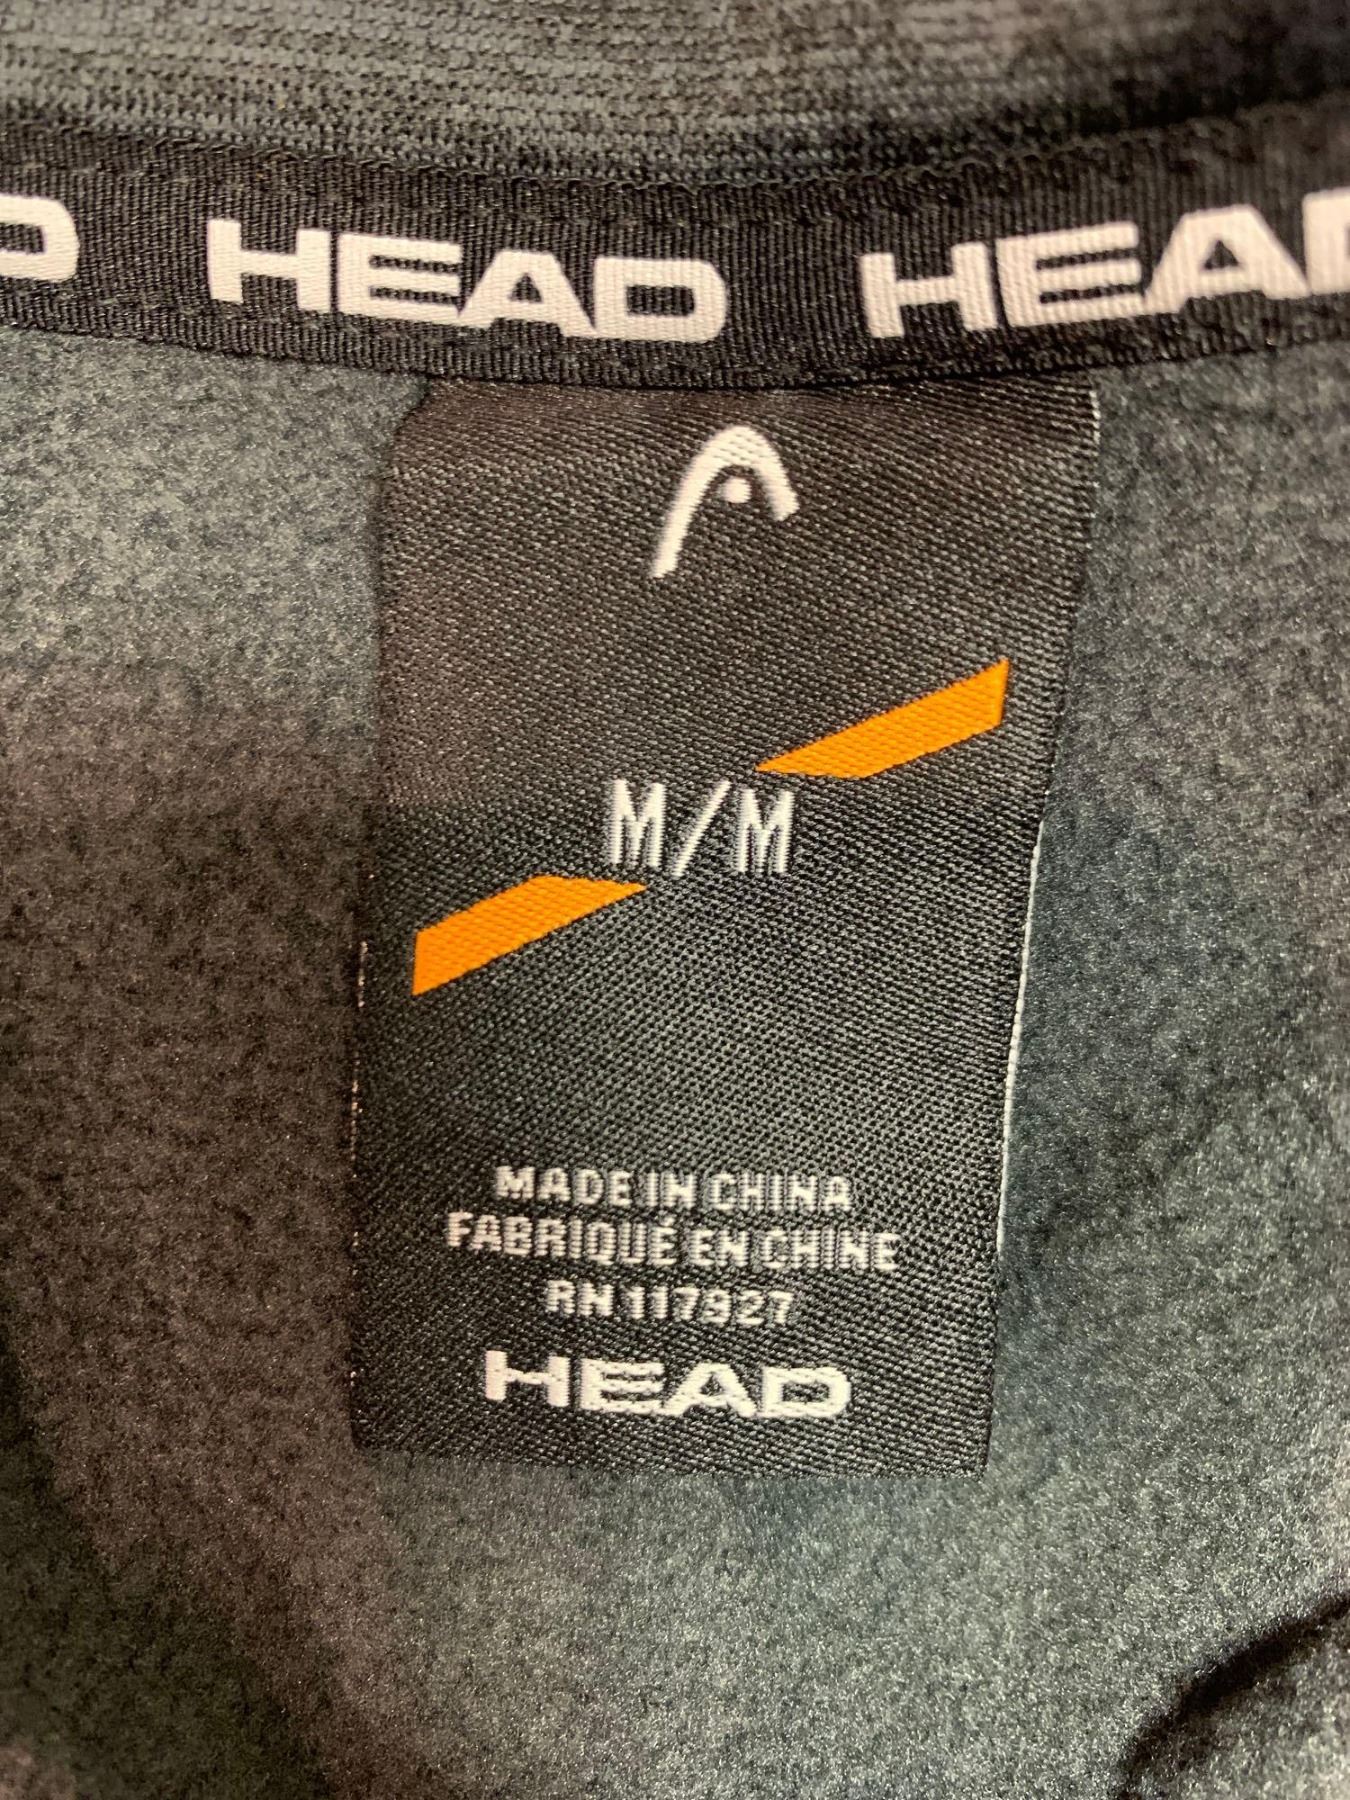 HEAD HEAD
M/M
MADE IN CHINA
FABRIQUÉ EN CHINE
RN 117927
HEAD